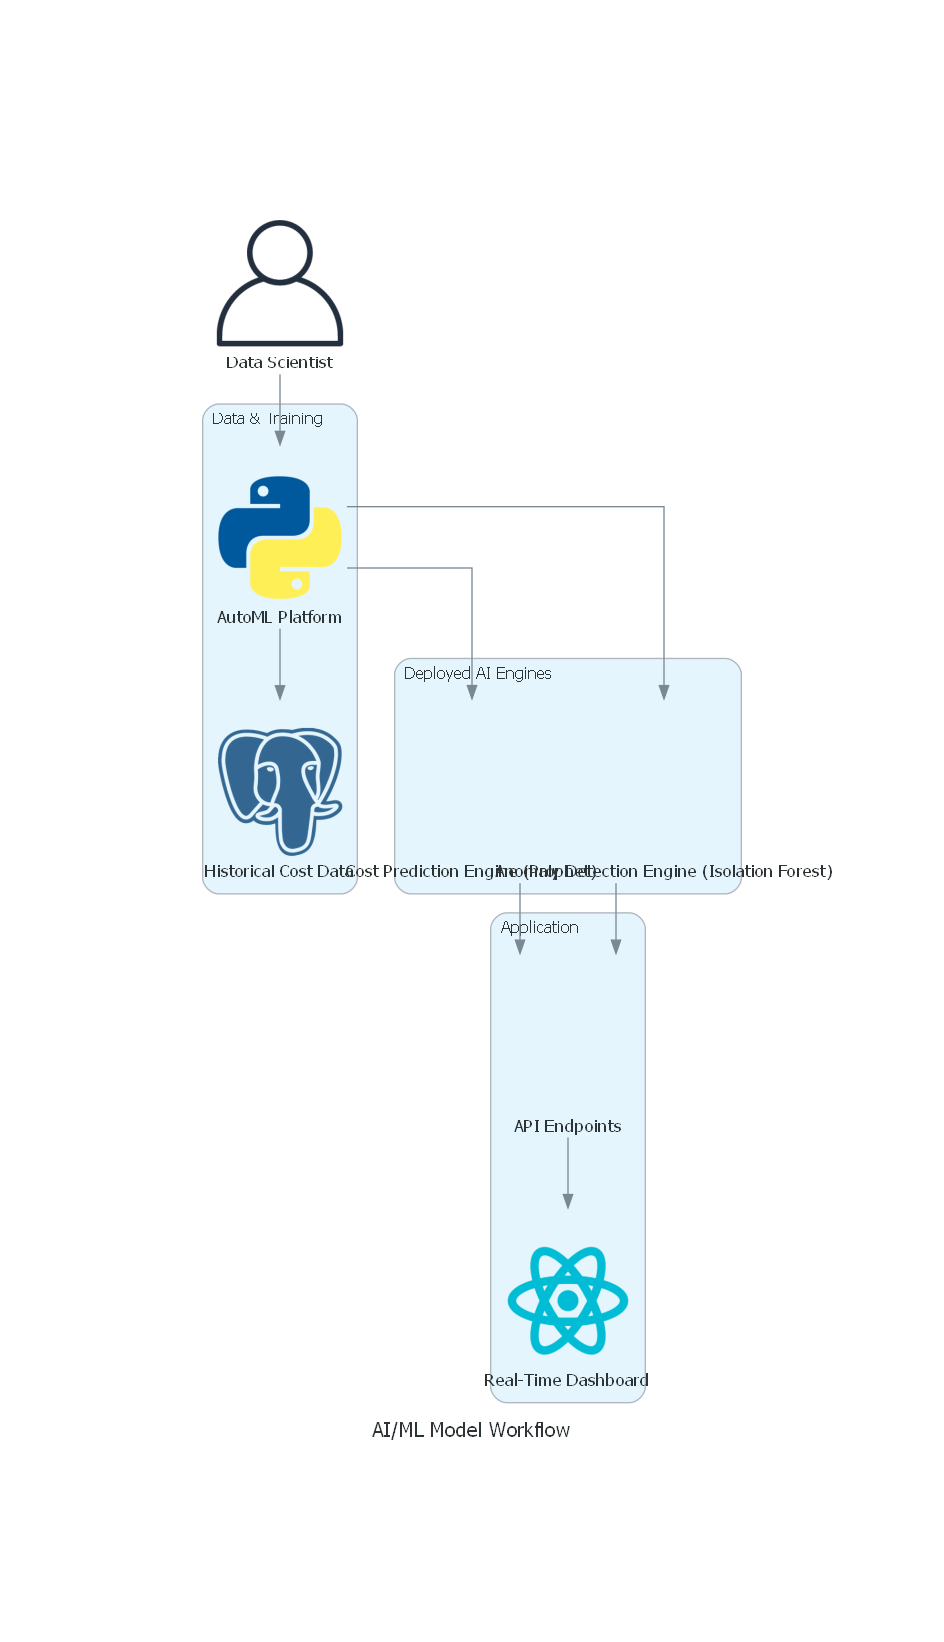 Data Scientist
Data & Training
AutoML Platform
Deployed AI Engines
Historical Cost Data
Cost Prediction Engine (Prophet)
Anomaly Detection Engine (Isolation Forest)
Application
API Endpoints
Real-Time Dashboard
AI/ML Model Workflow